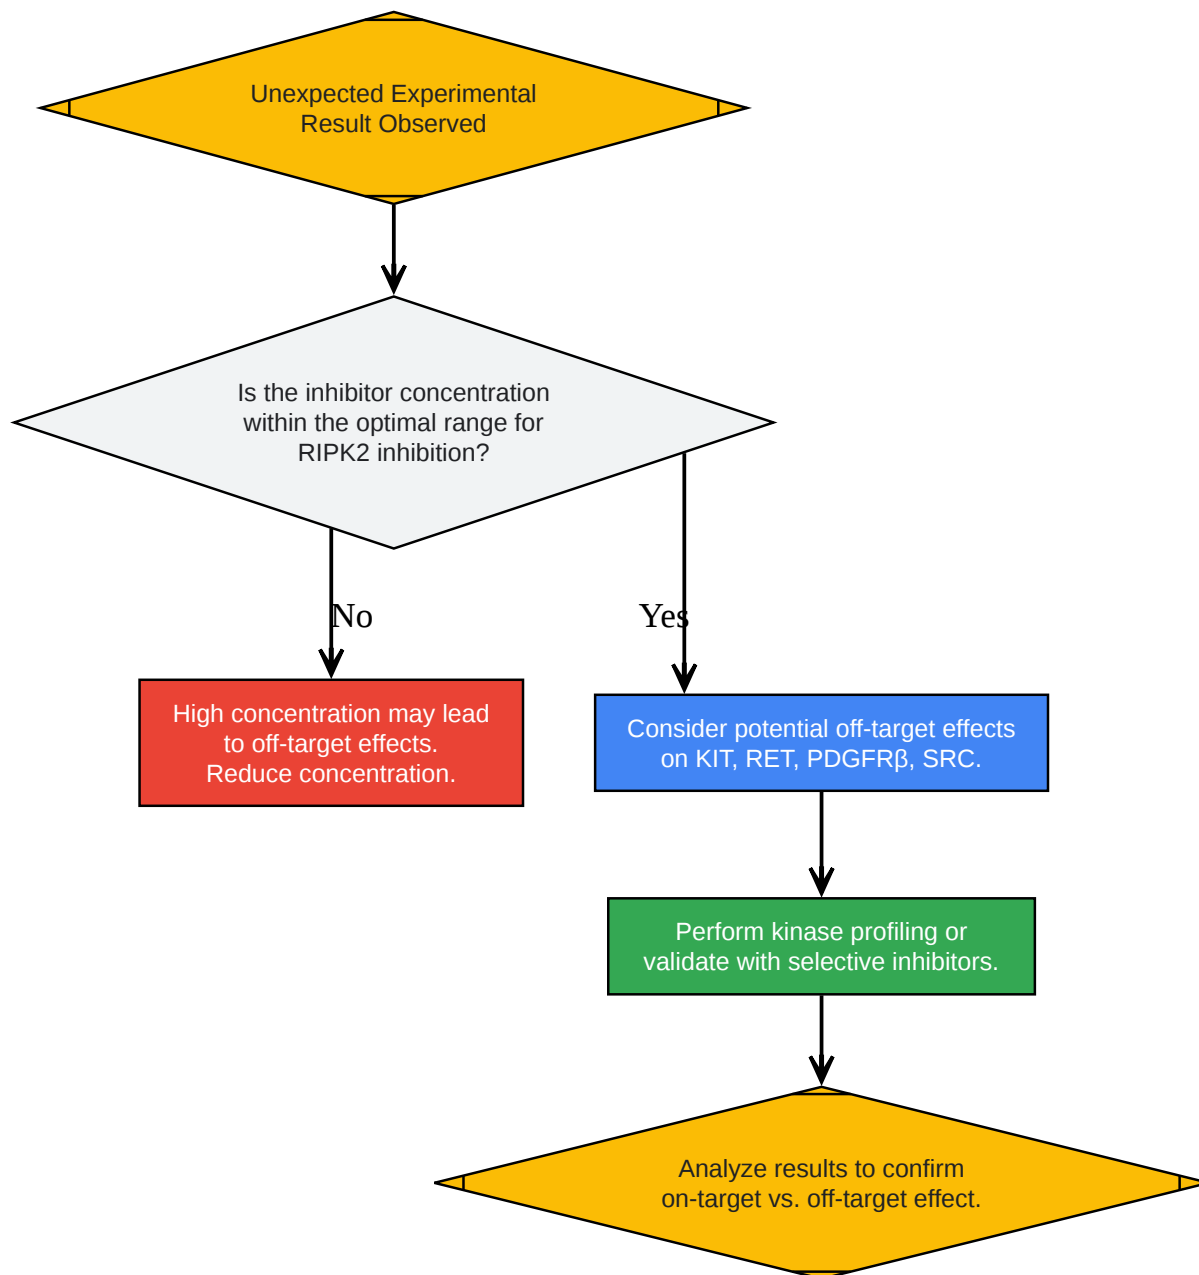 Unexpected Experimental
Result Observed
Is the inhibitor concentration
within the optimal range for
RIPK2 inhibition?
No
Yes
High concentration may lead
to off-target effects.
Reduce concentration.
Consider potential off-target effects
on KIT, RET, PDGFRβ, SRC.
Perform kinase profiling or
validate with selective inhibitors.
Analyze results to confirm
on-target vs. off-target effect.